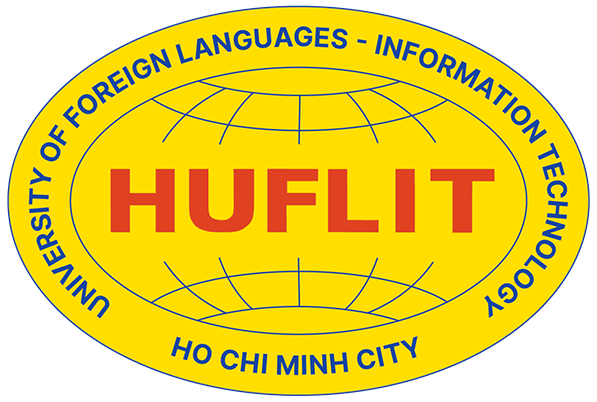 UNIVERSITY OF FOREIGN LANGUAGES - INFORMATION TECHNOLOGY
HUFLIT
HO CHI MINH CITY